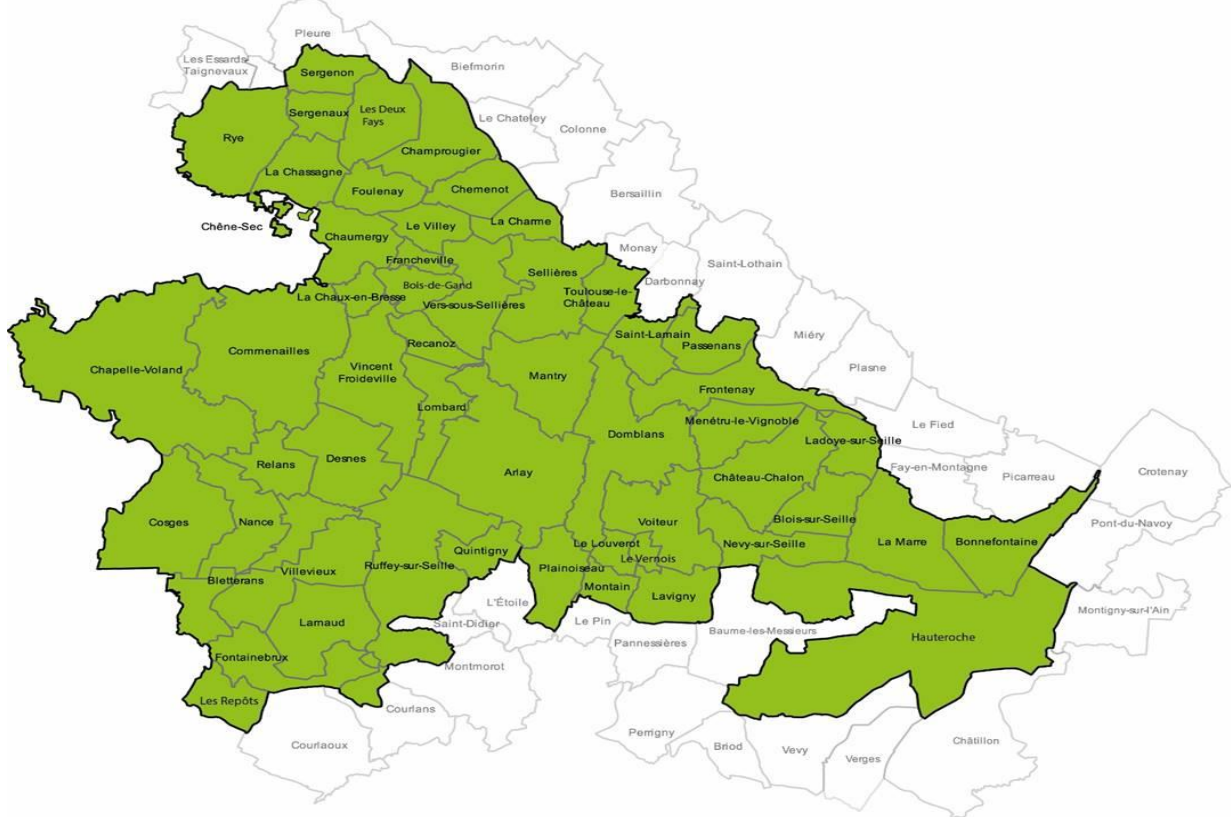 Pleure
Les Essards-
Taignevaux
Biefmorin
Sergenon
Sergenaux
Les Deux
Fays
Le Chateley
Colonne
Rye
Champrougier
La Chassagne
Foulenay
Chemenot
Bersaillin
Chêne-Sec
Chaumergy
Le Villey
La Charme
Monay
Saint-Lothain
Francheville
Sellières
Darbonnay
La Chaux-en-Bresse
Bois-de-Gand
Toulouse-le-
Château
Vers-sous-Sellières
Saint-Lamain
Passenans
Miéry
Plasne
Chapelle-Voland
Commenailles
Recanoz
Vincent
Froideville
Mantry
Frontenay
Lombard
Menétru-le-Vignoble
Le Fied
Domblans
Ladoye-sur-Seille
Relans
Desnes
Arlay
Château-Chalon
Fay-en-Montagne
Picarreau
Crotenay
Cosges
Nance
Voiteur
Blois-sur-Seille
Pont-du-Navoy
Le Louverot
Nevy-sur-Seille
La Marre
Bonnefontaine
Quintigny
Le Vernois
Bletterans
Villevieux
Ruffey-sur-Seille
Plainoiseau
Montain
Lavigny
L'Étoile
Larnaud
Saint-Didier
Le Pin
Baume-les-Messieurs
Montigny-sur-l'Ain
Hauteroche
Pannessières
Fontainebrux
Montmorot
Les Repôts
Courlans
Courlaoux
Perrigny
Briod
Vevy
Verges
Châtillon